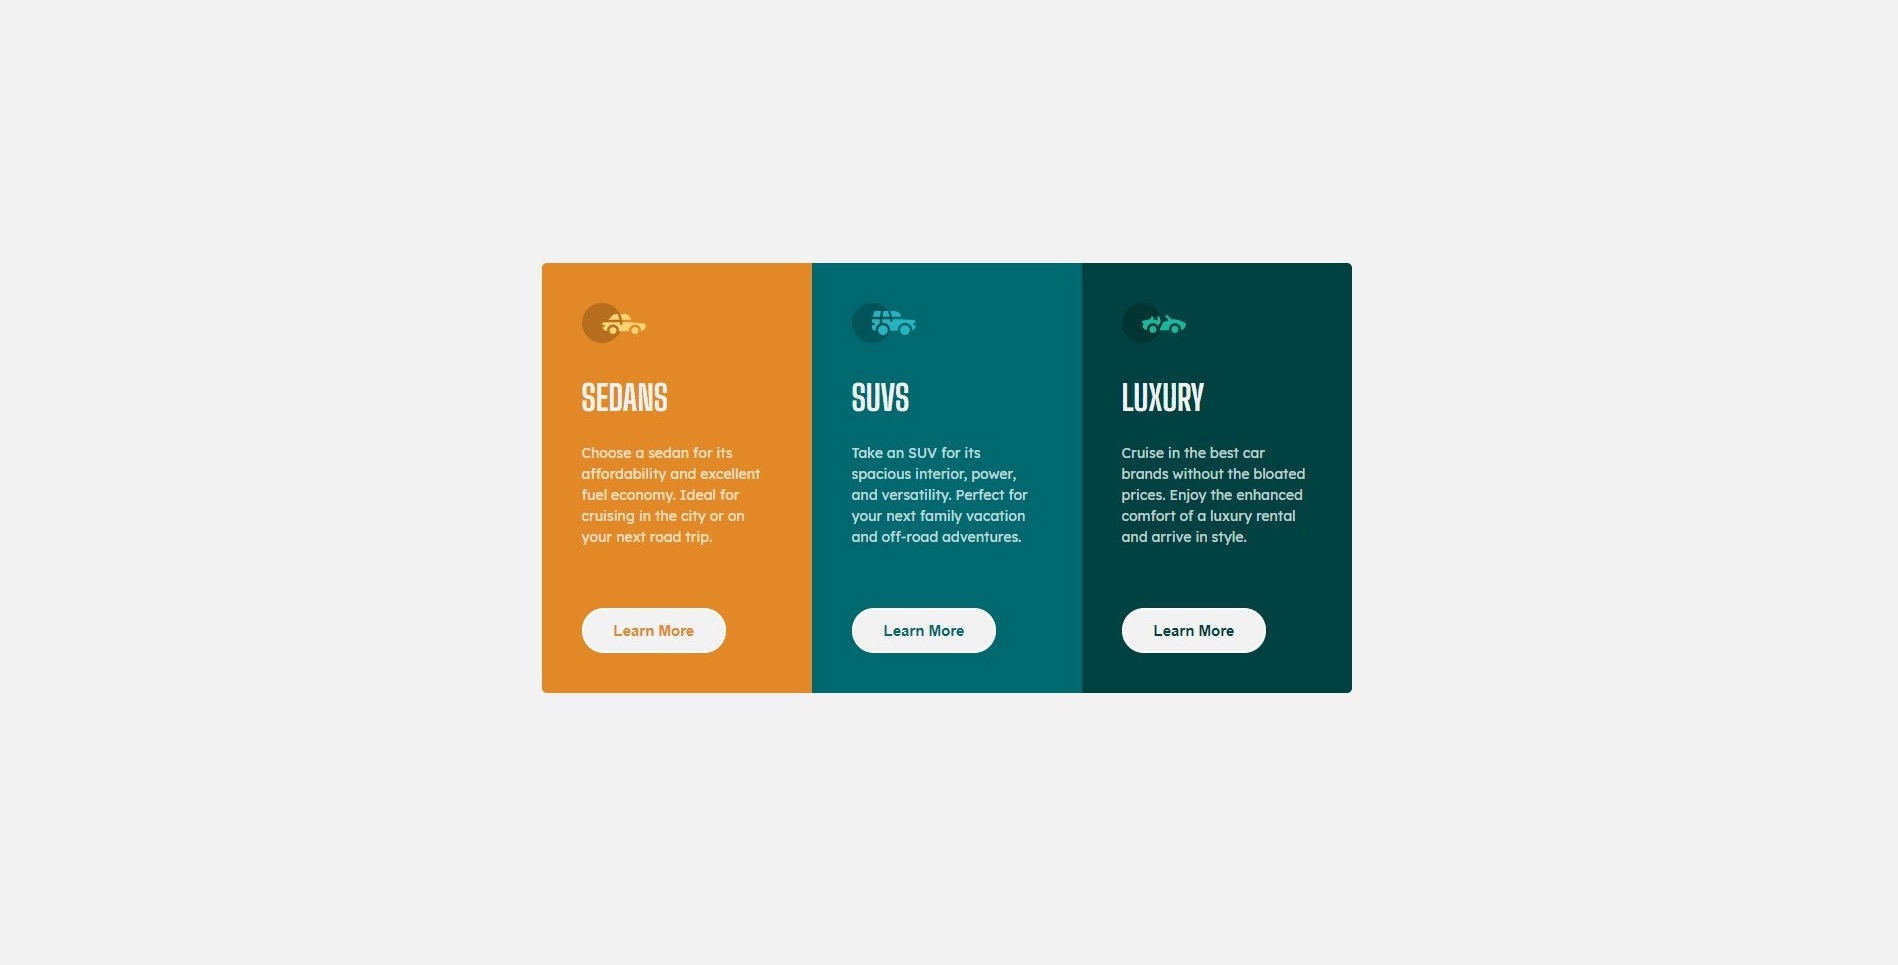 SEDANS
Choose a sedan for its
affordability and excellent
fuel economy. Ideal for
cruising in the city or on
your next road trip.
Learn More
SUVS
Take an SUV for its
spacious interior, power,
and versatility. Perfect for
your next family vacation
and off-road adventures.
Learn More
LUXURY
Cruise in the best car
brands without the bloated
prices. Enjoy the enhanced
comfort of a luxury rental
and arrive in style.
Learn More